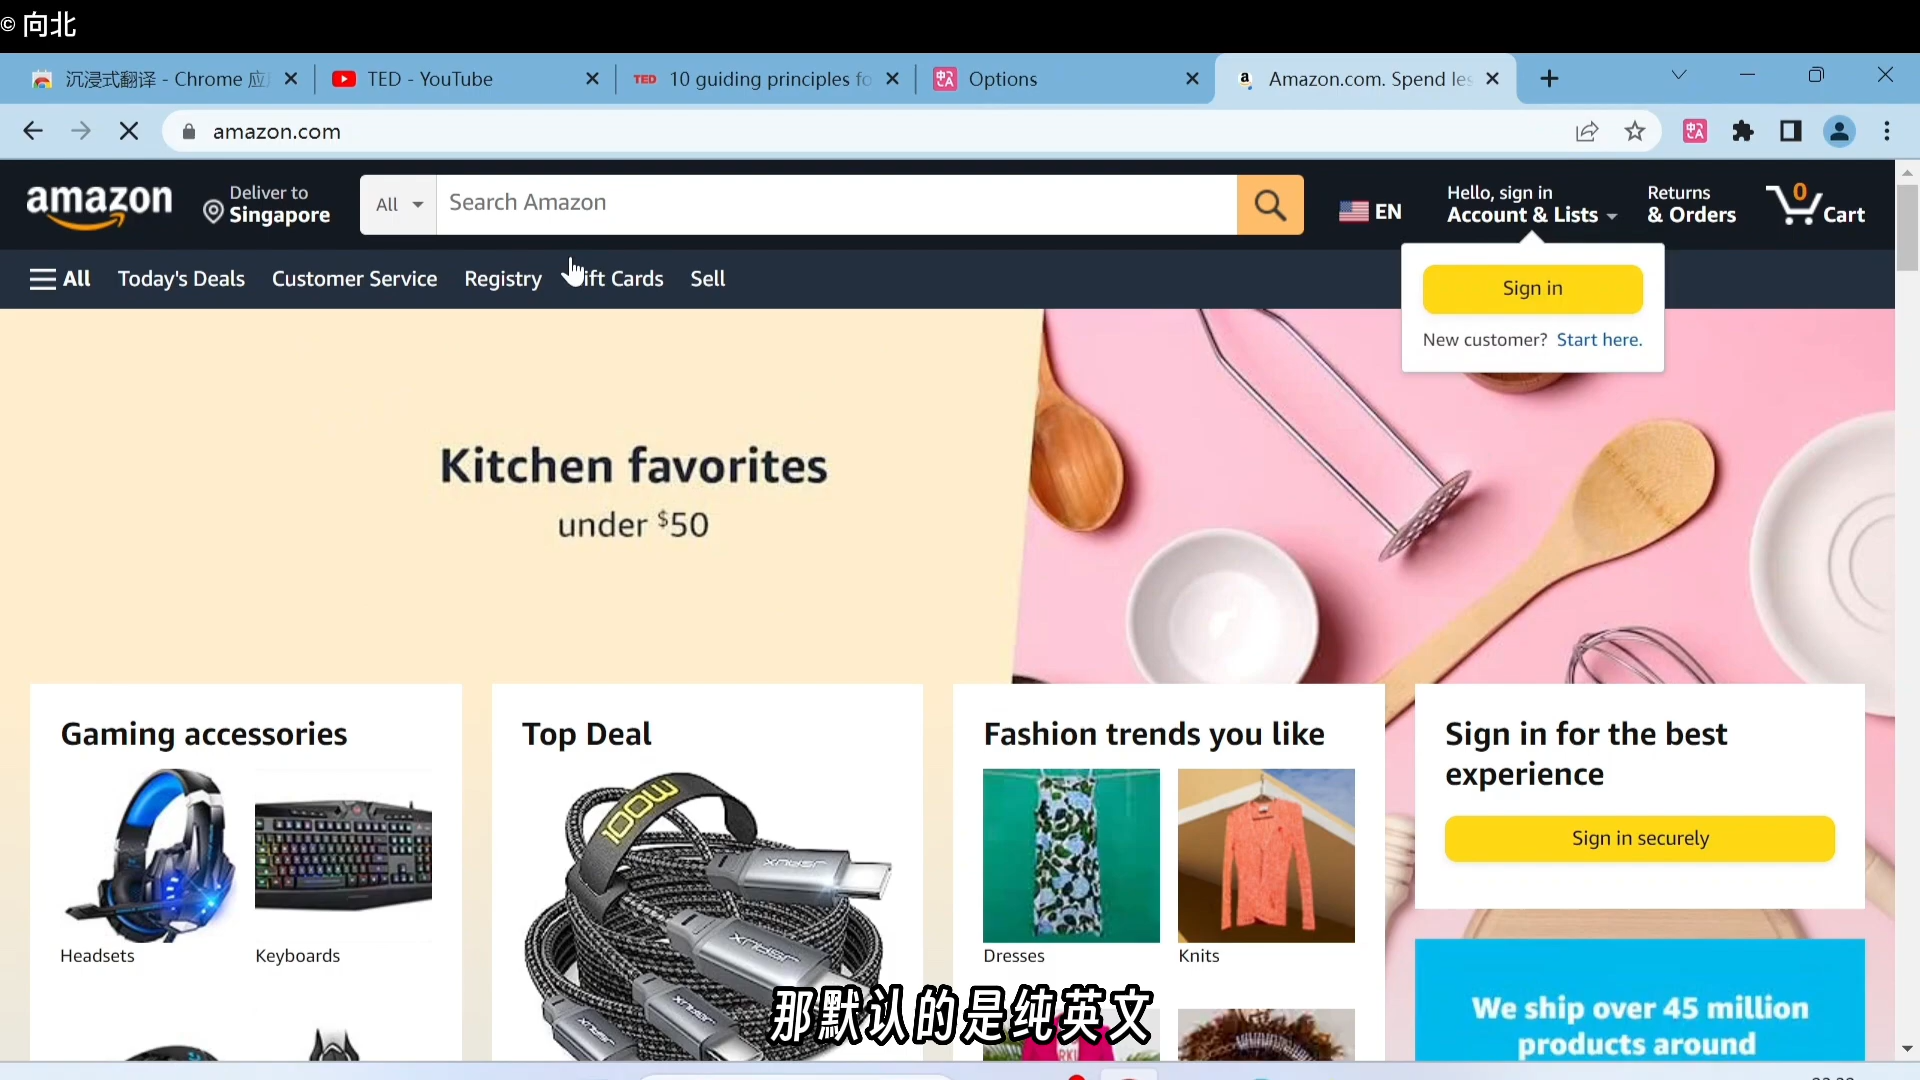 © 向北
沉浸式翻译 - Chrome 应
TED - YouTube
TED 10 guiding principles fo
Options
Amazon.com. Spend les
amazon.com
amazon
Deliver to
Singapore
All
Search Amazon
EN
Hello, sign in
Account & Lists
Returns
& Orders
0
Cart
All
Today's Deals
Customer Service
Registry
ift Cards
Sell
Sign in
New customer? Start here.
Kitchen favorites
under $50
Gaming accessories
Headsets
Keyboards
Top Deal
100W
JSAUX
JSAUX
JSAUX
Fashion trends you like
Dresses
Knits
Sign in for the best
experience
Sign in securely
We ship over 45 million
products around
那默认的是纯英文